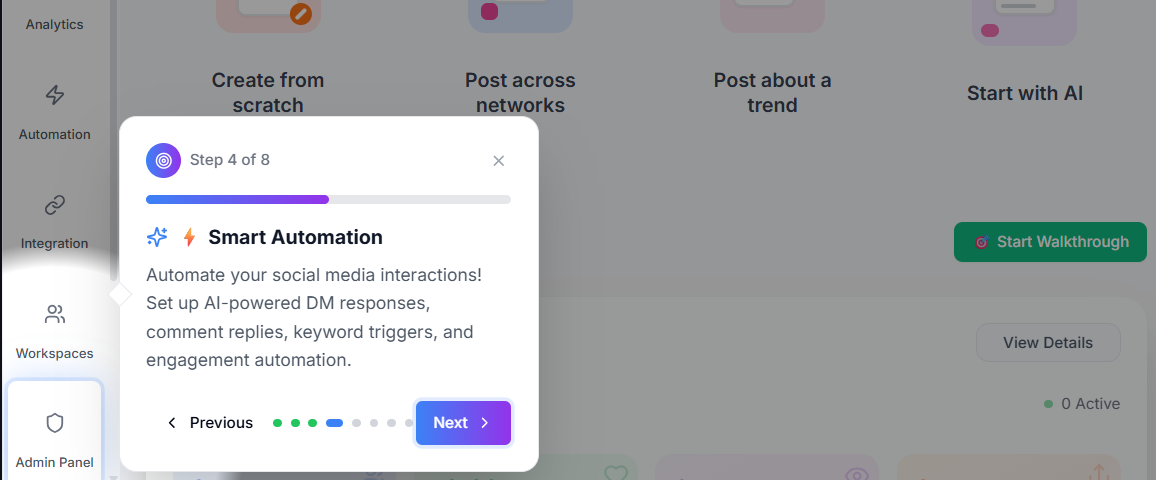 Analytics
Automation
Integration
Workspaces
Admin Panel
Create from
scratch
Post across
networks
Post about a
trend
Start with AI
Step 4 of 8
Smart Automation
Automate your social media interactions!
Set up AI-powered DM responses,
comment replies, keyword triggers, and
engagement automation.
Previous
Next
Start Walkthrough
View Details
0 Active